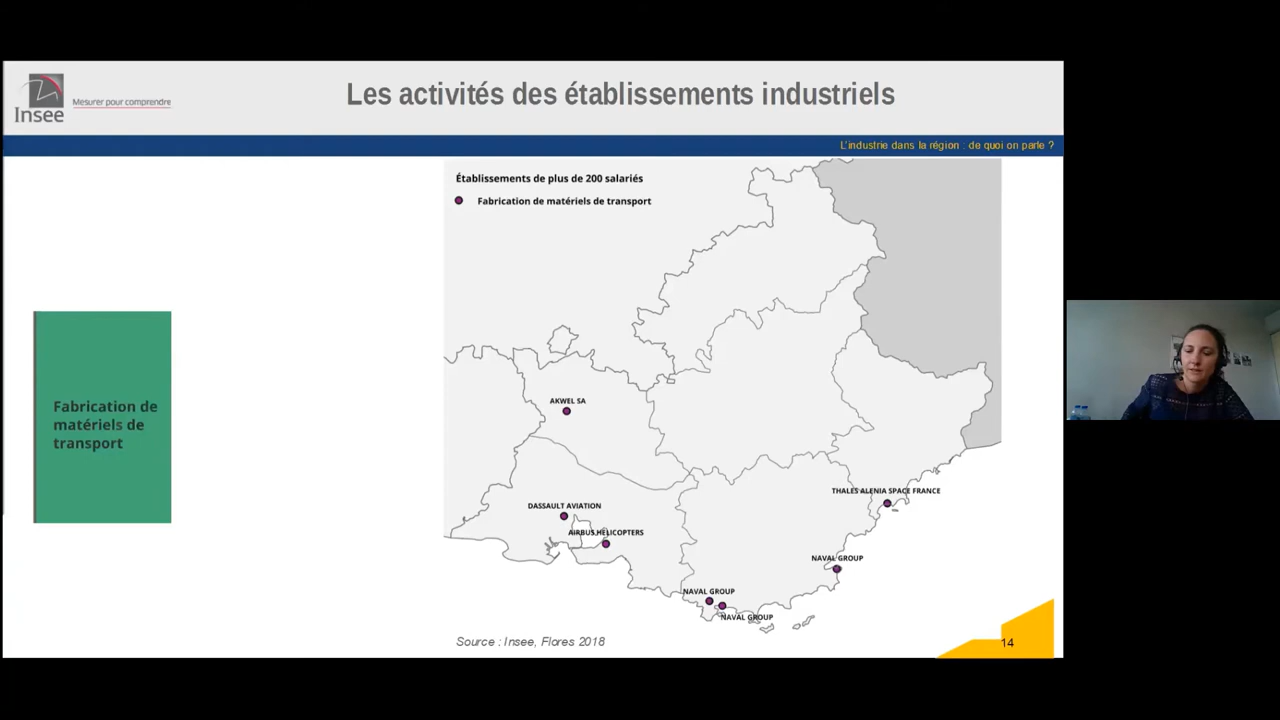 Insee
Mesurer pour comprendre
Les activités des établissements industriels
L'industrie dans la région : de quoi on parle ?
Établissements de plus de 200 salariés
Fabrication de matériels de transport
Fabrication de
matériels de
transport
AKWEL SA
DASSAULT AVIATION
AIRBUS HELICOPTERS
THALES ALENIA SPACE FRANCE
NAVAL GROUP
NAVAL GROUP
NAVAL GROUP
Source : Insee, Flores 2018
14